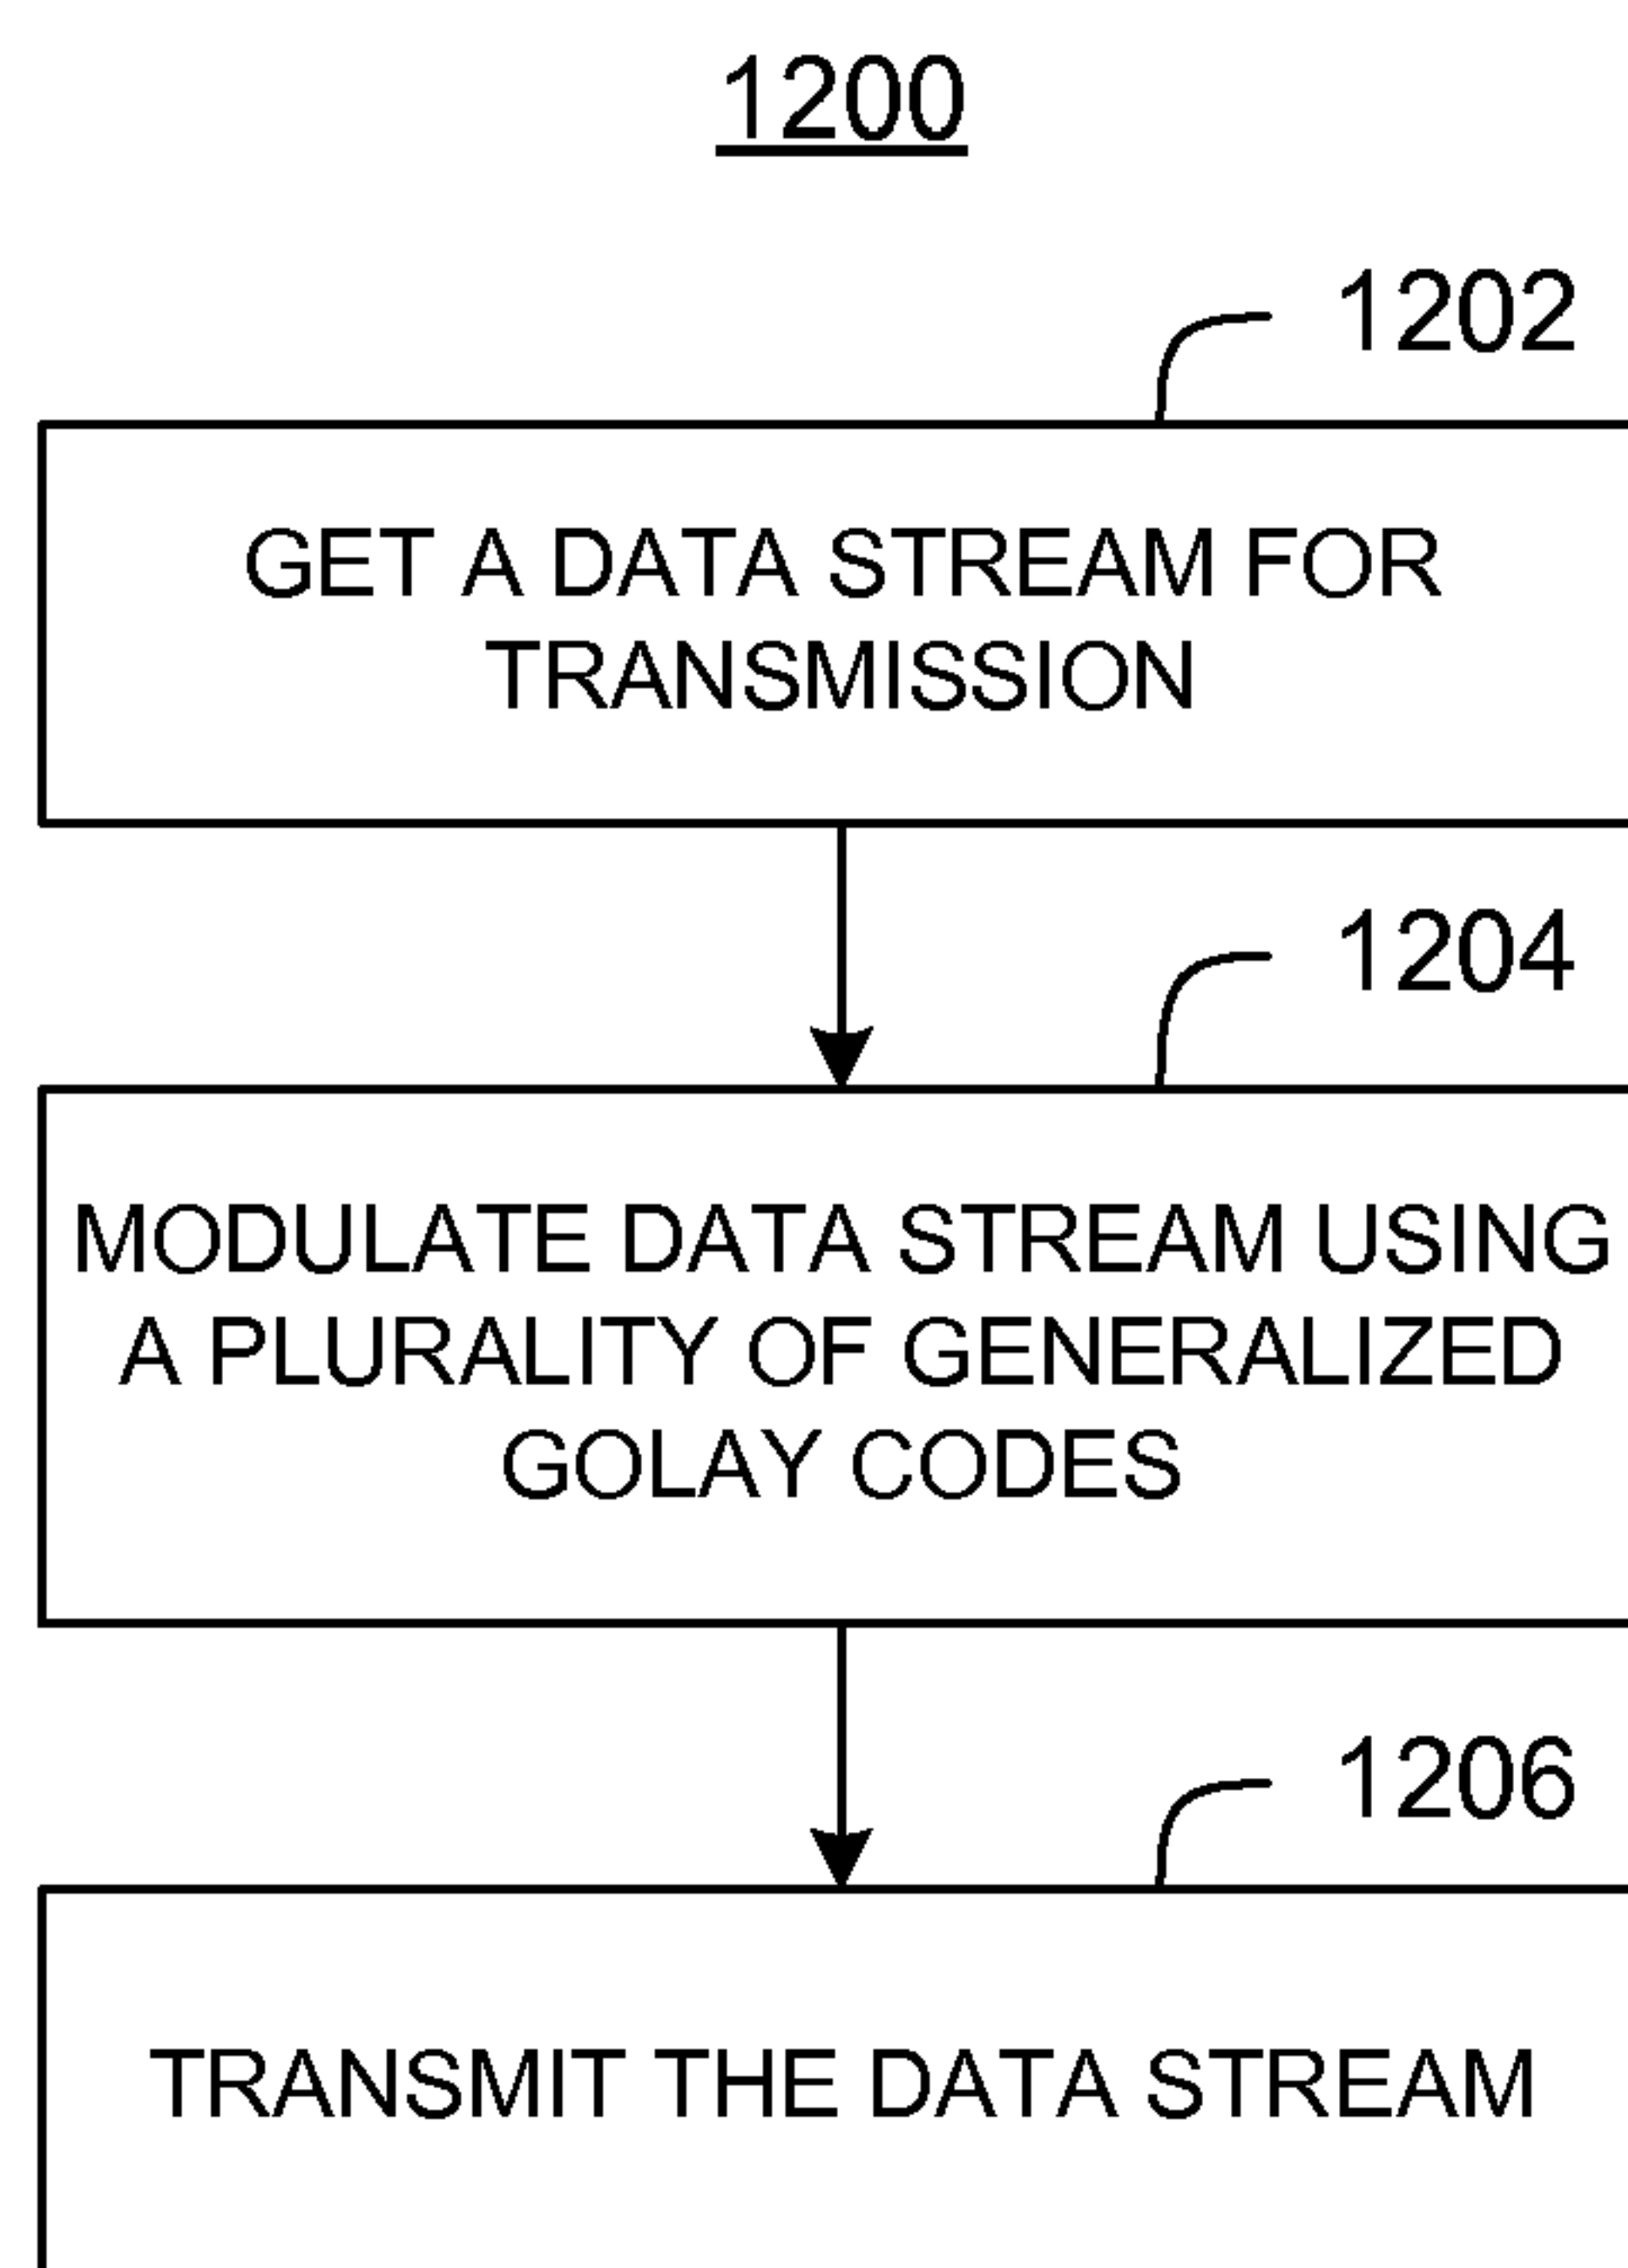 1200
1202
GET A DATA STREAM FOR
TRANSMISSION
1204
MODULATE DATA STREAM USING
A PLURALITY OF GENERALIZED
GOLAY CODES
1206
TRANSMIT THE DATA STREAM